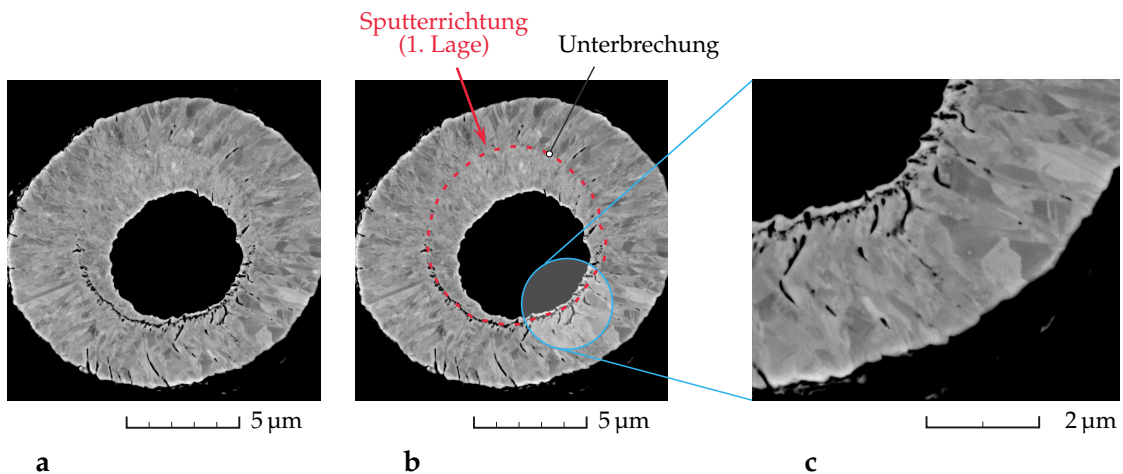 Sputterrichtung
(1. Lage)
Unterbrechung
5 µm
5 µm
2 µm
a
b
c